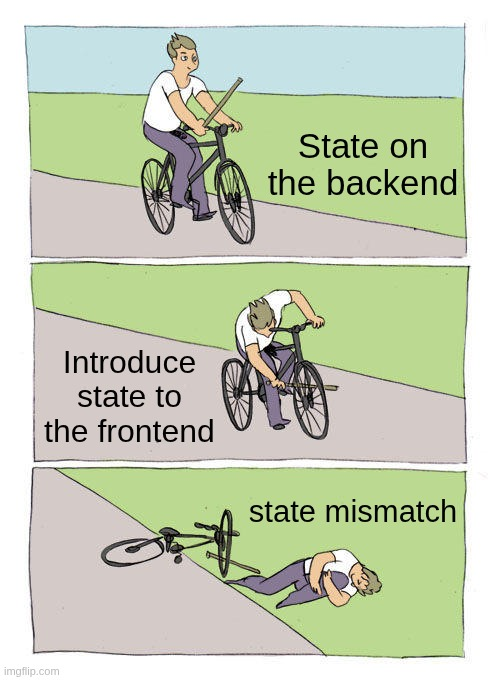 State on
the backend
Introduce
state to
the frontend
state mismatch
imgflip.com